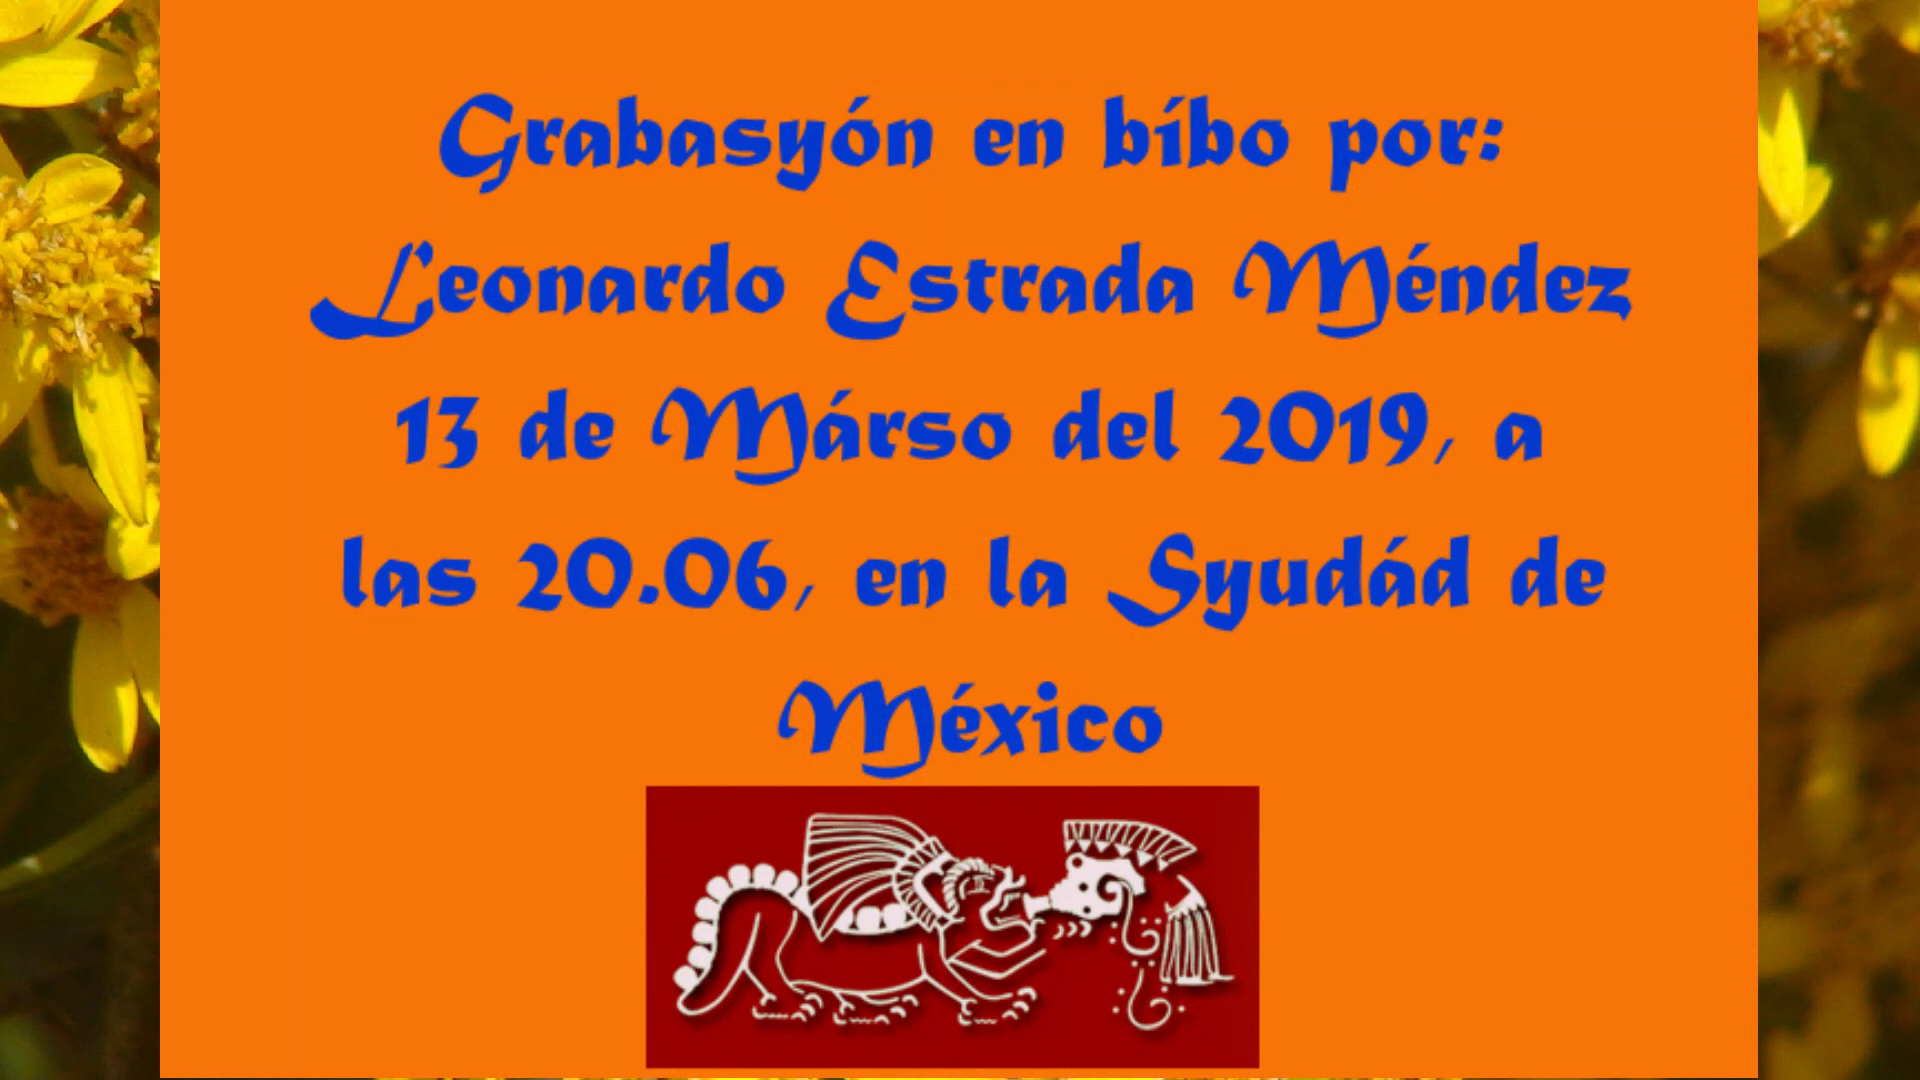 Grabasyón en bíbo por:
Leonardo Estrada Méndez
13 de Márso del 2019, a
las 20.06, en la Syudád de
México